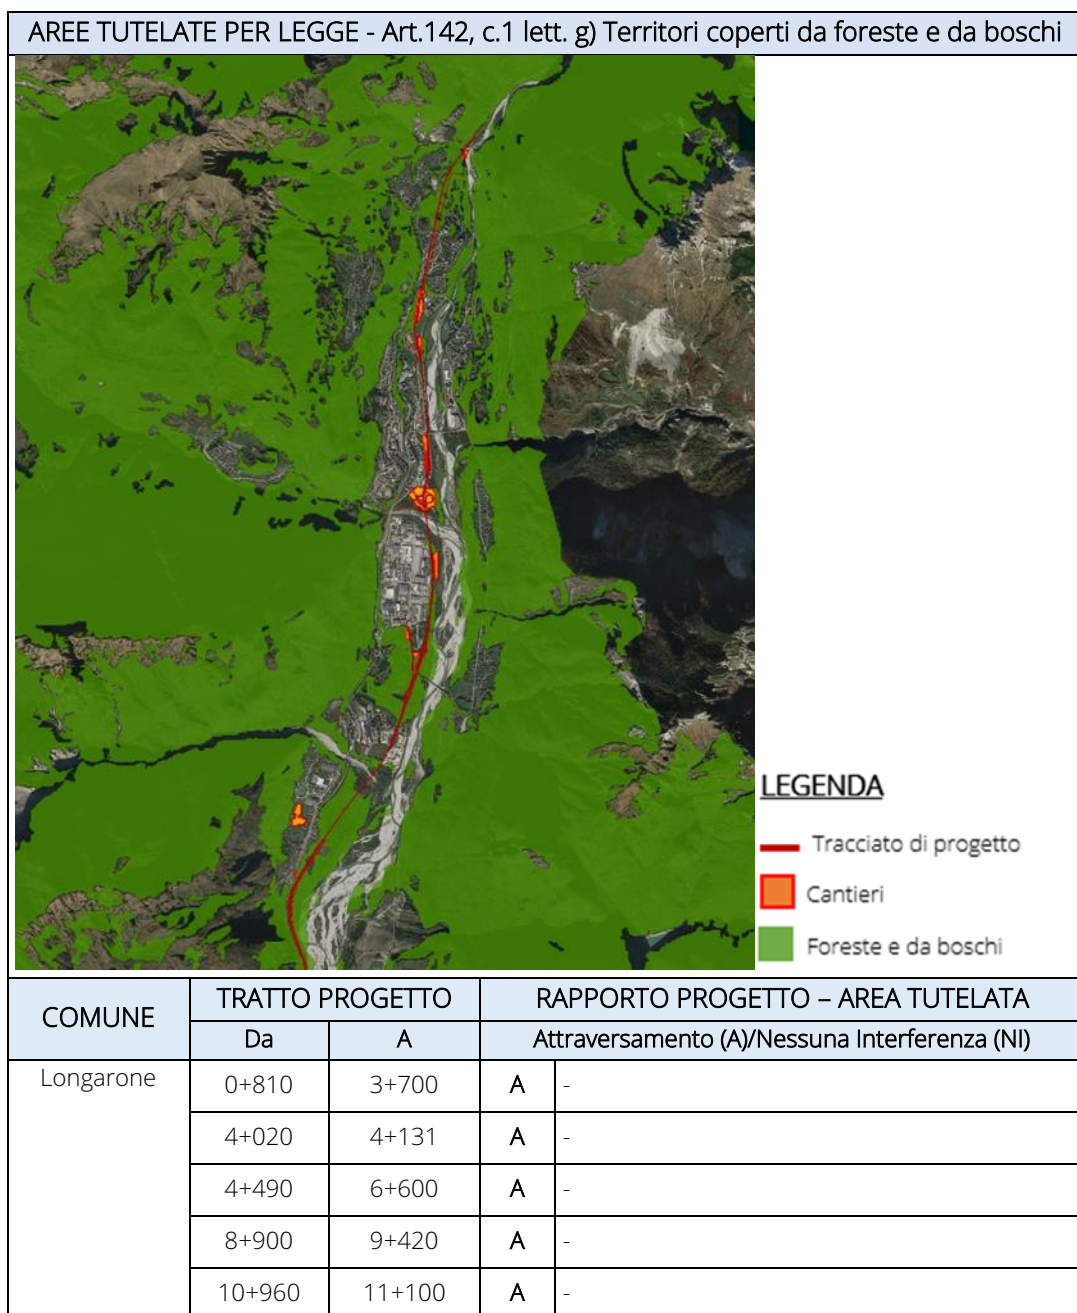 AREE TUTELATE PER LEGGE - Art.142, c.1 lett. g) Territori coperti da foreste e da boschi
LEGENDA
Tracciato di progetto
Cantieri
Foreste e da boschi
COMUNE TRATTO PROGETTO RAPPORTO PROGETTO – AREA TUTELATA
Da A Attraversamento (A)/Nessuna Interferenza (NI)
Longarone 0+810 3+700 A -
4+020 4+131 A -
4+490 6+600 A -
8+900 9+420 A -
10+960 11+100 A -